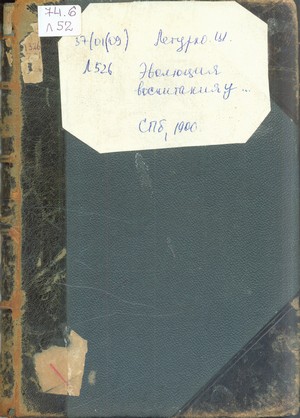 74.6
Л52
37(01(09) Летурно. Ш.
Л526 Эволюция
воспитания у...
СПб, 1900